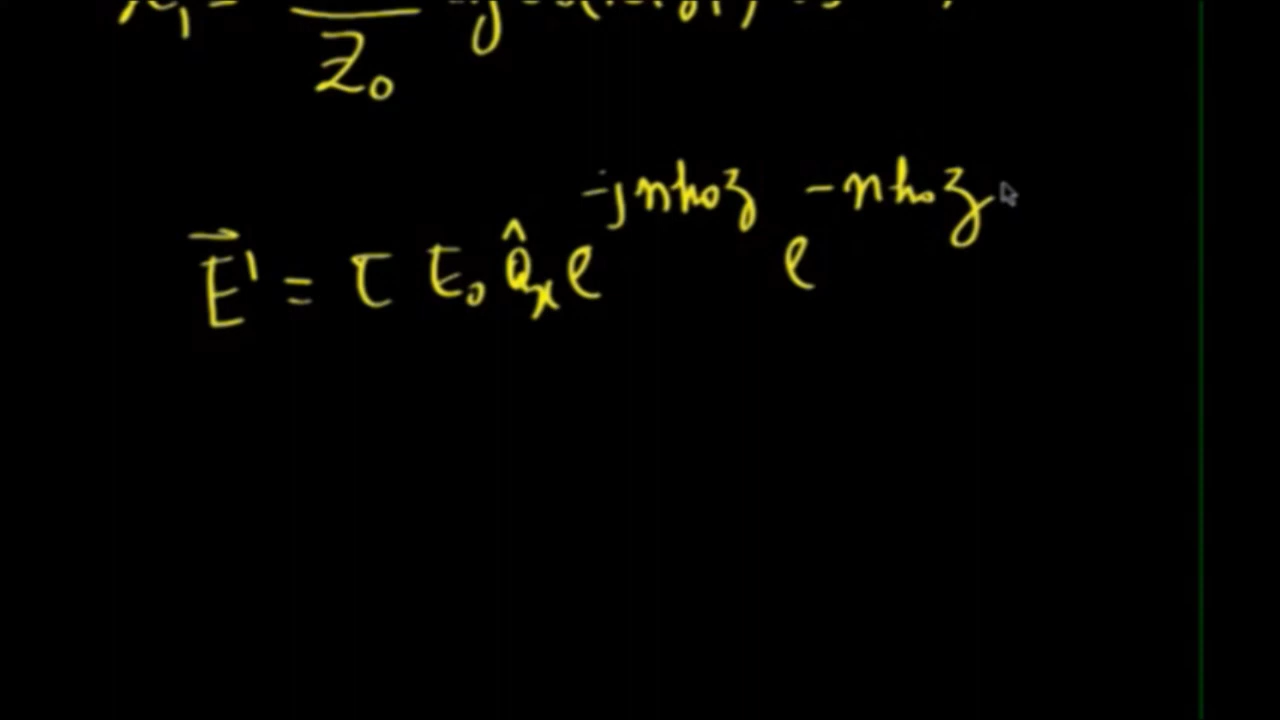 Z₀
E⃗' = τ E₀ âₓ e^{-jnk₀z} e^{-nk₀z}